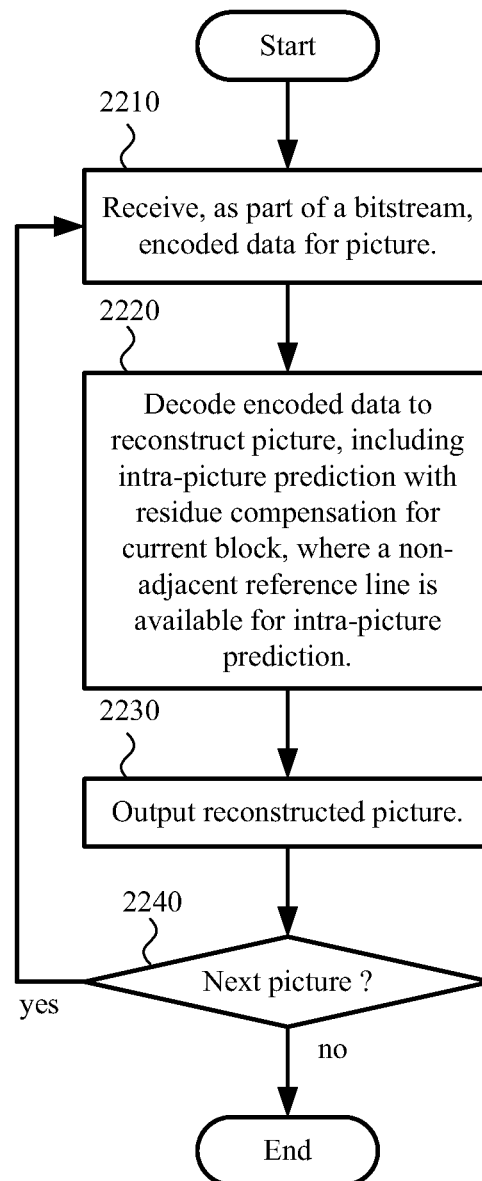 Start
2210
Receive, as part of a bitstream,
encoded data for picture.
2220
Decode encoded data to
reconstruct picture, including
intra-picture prediction with
residue compensation for
current block, where a non-
adjacent reference line is
available for intra-picture
prediction.
2230
Output reconstructed picture.
2240
Next picture ?
yes
no
End